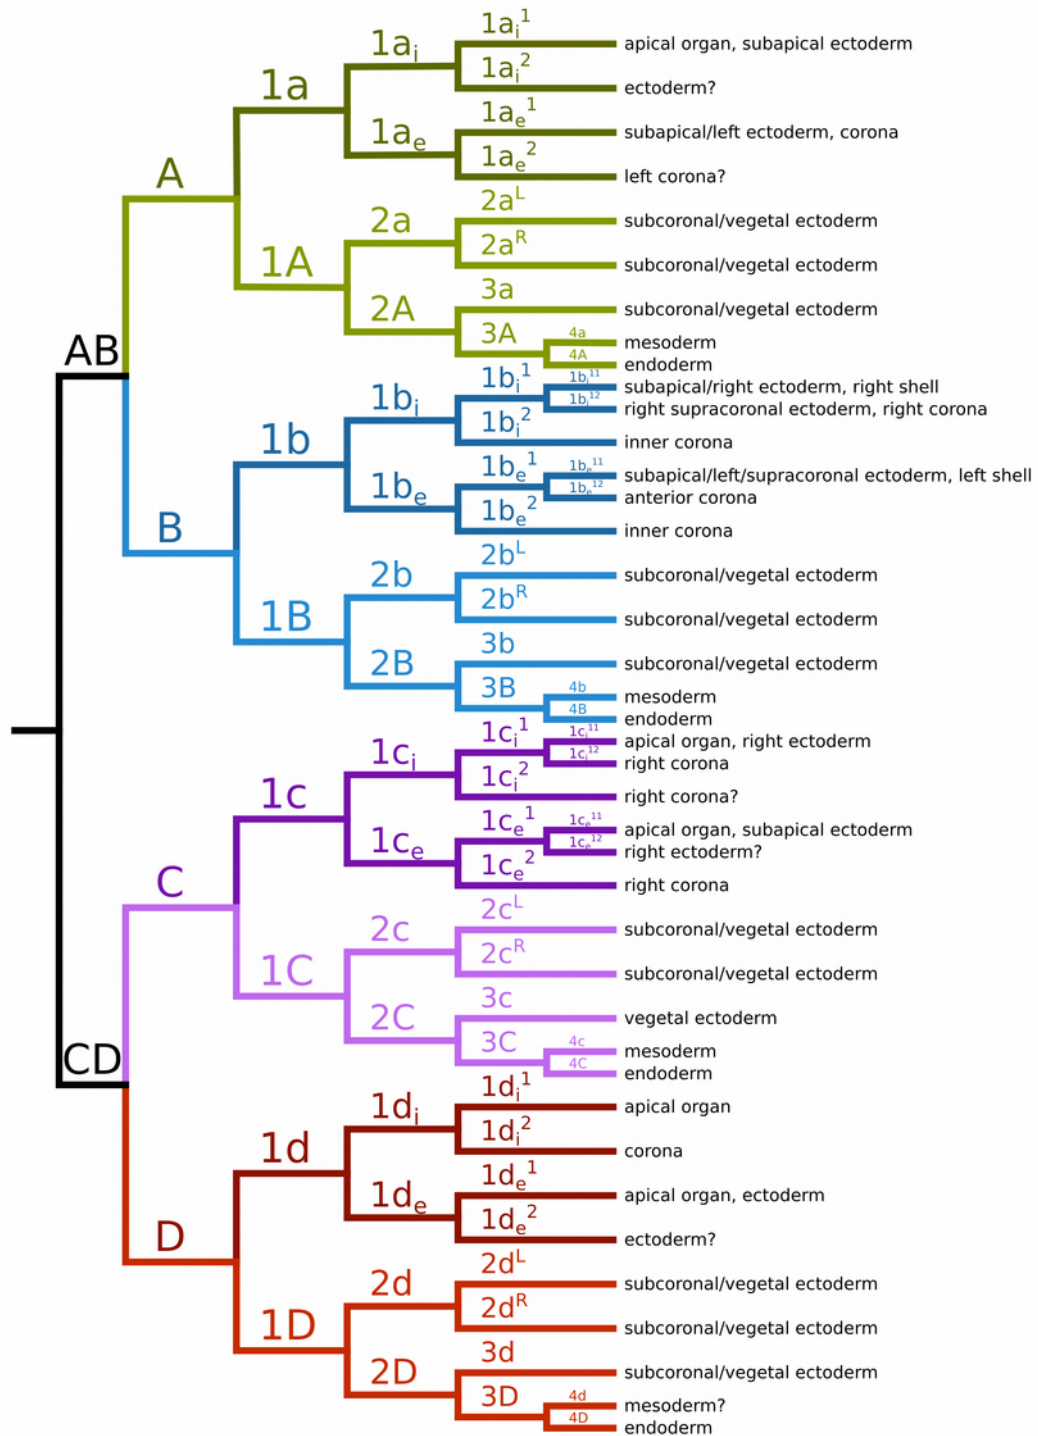 1aᵢ¹
apical organ, subapical ectoderm
1aᵢ
1aᵢ²
ectoderm?
1a
1aₑ¹
subapical/left ectoderm, corona
1aₑ
1aₑ²
left corona?
A
2aᴸ
subcoronal/vegetal ectoderm
2a
2aᴿ
subcoronal/vegetal ectoderm
1A
3a
subcoronal/vegetal ectoderm
2A
3A
4a
mesoderm
4A
endoderm
AB
1bᵢ¹
1bᵢ¹¹
subapical/right ectoderm, right shell
1bᵢ
1bᵢ¹²
right supracoronal ectoderm, right corona
1bᵢ²
inner corona
1b
1bₑ¹
1bₑ¹¹
subapical/left/supracoronal ectoderm, left shell
1bₑ
1bₑ¹²
anterior corona
1bₑ²
inner corona
B
2bᴸ
subcoronal/vegetal ectoderm
2b
2bᴿ
subcoronal/vegetal ectoderm
1B
3b
subcoronal/vegetal ectoderm
2B
3B
4b
mesoderm
4B
endoderm
1cᵢ¹
1cᵢ¹¹
apical organ, right ectoderm
1cᵢ
1cᵢ¹²
right corona
1cᵢ²
right corona?
1c
1cₑ¹
1cₑ¹¹
apical organ, subapical ectoderm
1cₑ
1cₑ¹²
right ectoderm?
1cₑ²
right corona
C
2cᴸ
subcoronal/vegetal ectoderm
2c
2cᴿ
subcoronal/vegetal ectoderm
1C
3c
vegetal ectoderm
2C
3C
4c
mesoderm
4C
endoderm
CD
1dᵢ¹
apical organ
1dᵢ
1dᵢ²
corona
1d
1dₑ¹
apical organ, ectoderm
1dₑ
1dₑ²
ectoderm?
D
2dᴸ
subcoronal/vegetal ectoderm
2d
2dᴿ
subcoronal/vegetal ectoderm
1D
3d
subcoronal/vegetal ectoderm
2D
3D
4d
mesoderm?
4D
endoderm